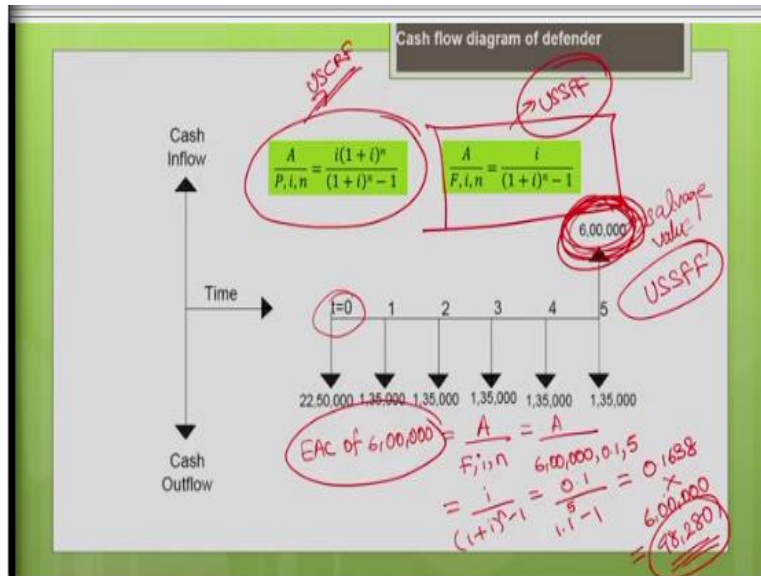 Cash flow diagram of defender
USCRF
USSFF
Cash
Inflow
A / P,i,n = i(1+i)^n / (1+i)^n − 1
A / F,i,n = i / (1+i)^n − 1
6,00,000
salvage
value
USSFF
Time
t=0 1 2 3 4 5
22,50,000 1,35,000 1,35,000 1,35,000 1,35,000 1,35,000
Cash
Outflow
EAC of 6,00,000 = A / F,i,n = A / 6,00,000,0.1,5
= i / (1+i)^n-1 = 0.1 / 1.1^5-1 = 0.1638
×
6,00,000
= 98,280